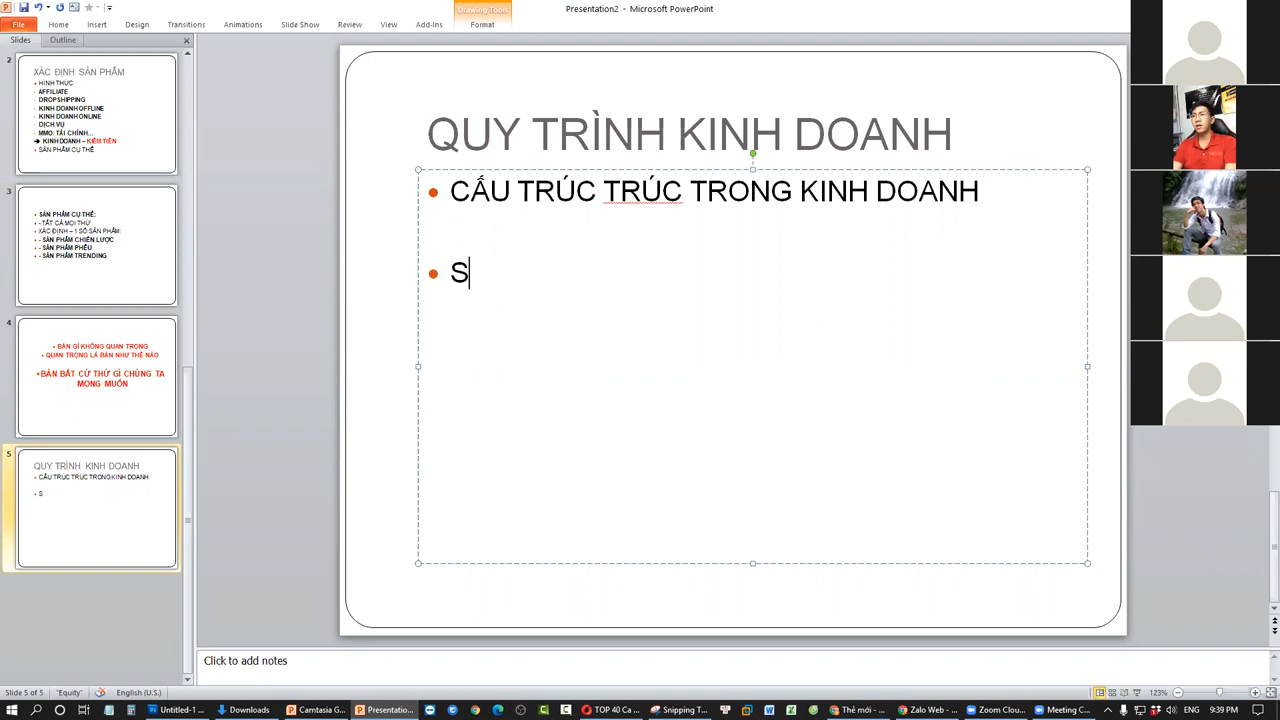 Presentation2 - Microsoft PowerPoint
Drawing Tools
File Home Insert Design Transitions Animations Slide Show Review View Add-Ins Format
Slides Outline
2
XÁC ĐỊNH SẢN PHẨM
HÌNH THỨC
AFFILIATE
DROPSHIPPING
KINH DOANH OFFLINE
KINH DOANH ONLINE
DỊCH VỤ
MMO: TÀI CHÍNH...
KINH DOANH – KIẾM TIỀN
SẢN PHẨM CỤ THỂ
3
SẢN PHẨM CỤ THỂ:
- TẤT CẢ MỌI THỨ
XÁC ĐỊNH – 1 SỐ SẢN PHẨM:
- SẢN PHẨM CHIẾN LƯỢC
- SẢN PHẨM PHỄU
- SẢN PHẨM TRENDING
4
BÁN GÌ KHÔNG QUAN TRỌNG
QUAN TRỌNG LÀ BÁN NHƯ THẾ NÀO
BÁN BẤT CỨ THỨ GÌ CHÚNG TA
MONG MUỐN
5
QUY TRÌNH KINH DOANH
CẤU TRÚC TRÚC TRONG KINH DOANH
S
QUY TRÌNH KINH DOANH
CẤU TRÚC TRÚC TRONG KINH DOANH
S
Click to add notes
Slide 5 of 5 "Equity" English (U.S.) 123%
Untitled-1 Downloads Camtasia G... Presentatio... TOP 40 Ca ... Snipping T... Thẻ mới - ... Zalo Web - ... Zoom Clou... Meeting C... ENG 9:39 PM